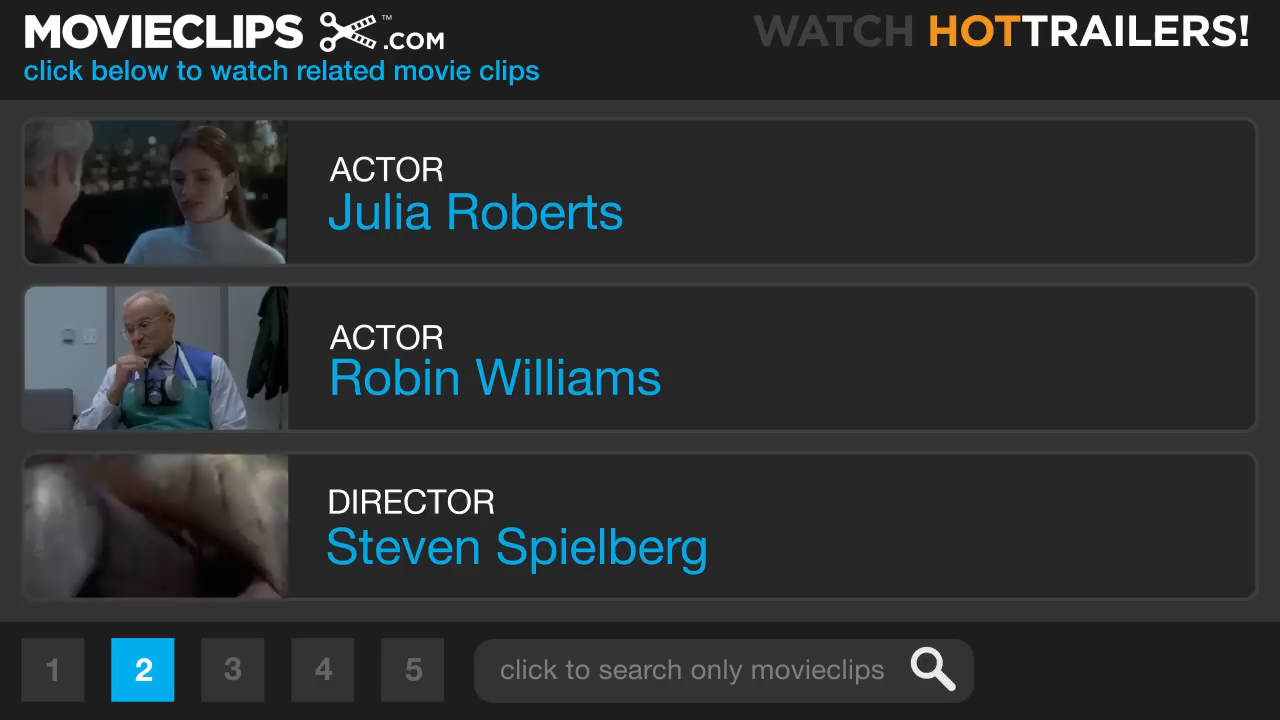 MOVIECLIPS ™ .COM
WATCH HOTTRAILERS!
click below to watch related movie clips
ACTOR
Julia Roberts
ACTOR
Robin Williams
DIRECTOR
Steven Spielberg
1 2 3 4 5 click to search only movieclips